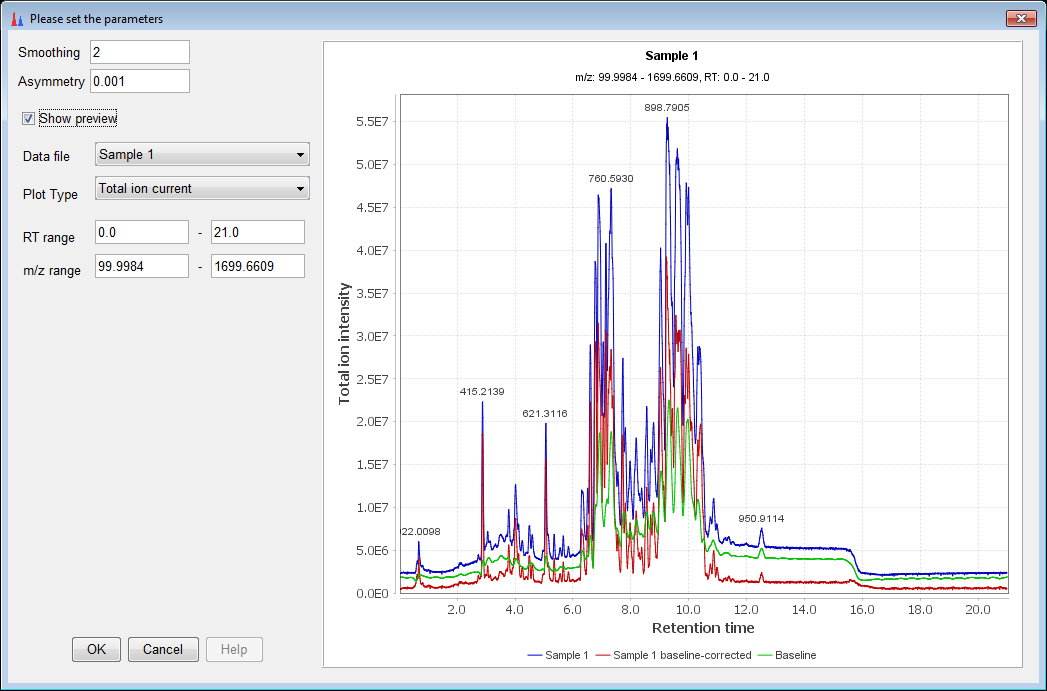 Please set the parameters
Smoothing 2
Asymmetry 0.001
Show preview
Data file Sample 1
Plot Type Total ion current
RT range 0.0 - 21.0
m/z range 99.9984 - 1699.6609
OK Cancel Help
Sample 1
m/z: 99.9984 - 1699.6609, RT: 0.0 - 21.0
898.7905
760.5930
415.2139
621.3116
22.0098
950.9114
Total ion intensity
5.5E7
5.0E7
4.5E7
4.0E7
3.5E7
3.0E7
2.5E7
2.0E7
1.5E7
1.0E7
5.0E6
0.0E0
2.0 4.0 6.0 8.0 10.0 12.0 14.0 16.0 18.0 20.0
Retention time
Sample 1 Sample 1 baseline-corrected Baseline